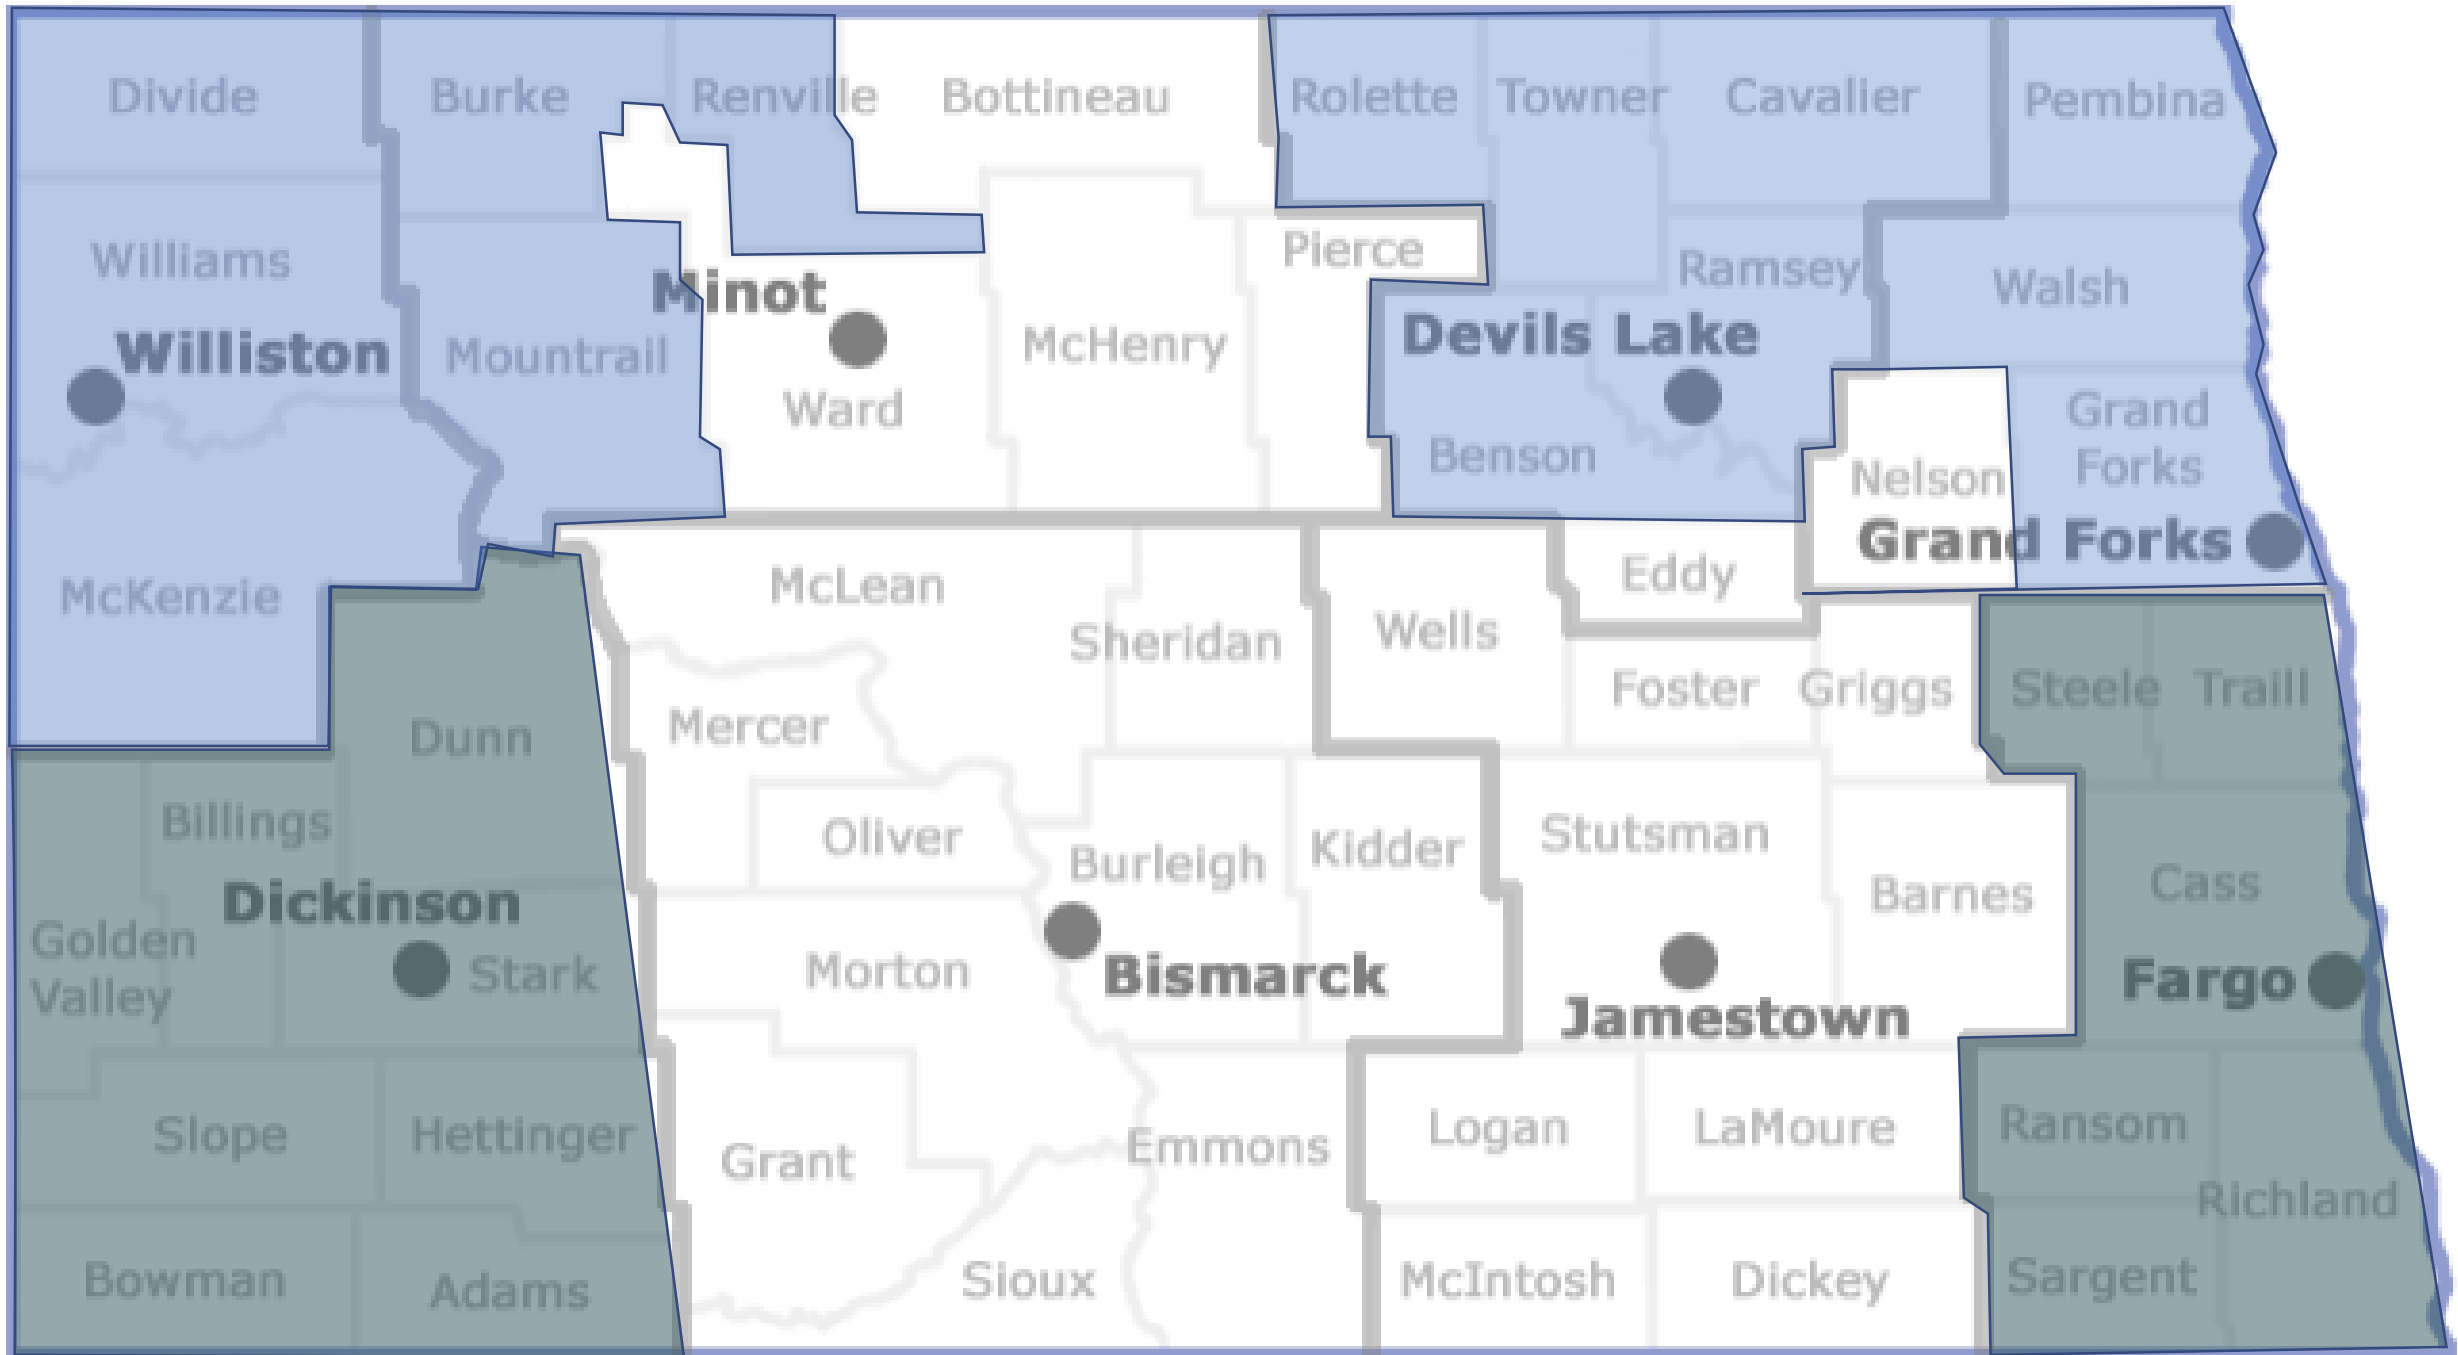 Divide
Burke
Renville
Bottineau
Rolette
Towner
Cavalier
Pembina
Williams
Minot
Pierce
Ramsey
Walsh
Williston
Mountrail
Ward
McHenry
Devils Lake
Benson
Nelson
Grand
Forks
Grand Forks
McKenzie
McLean
Sheridan
Wells
Eddy
Foster
Griggs
Steele
Traill
Dunn
Mercer
Billings
Oliver
Burleigh
Kidder
Stutsman
Barnes
Cass
Dickinson
Golden
Valley
Stark
Morton
Bismarck
Jamestown
Fargo
Slope
Hettinger
Grant
Emmons
Logan
LaMoure
Ransom
Richland
Bowman
Adams
Sioux
McIntosh
Dickey
Sargent